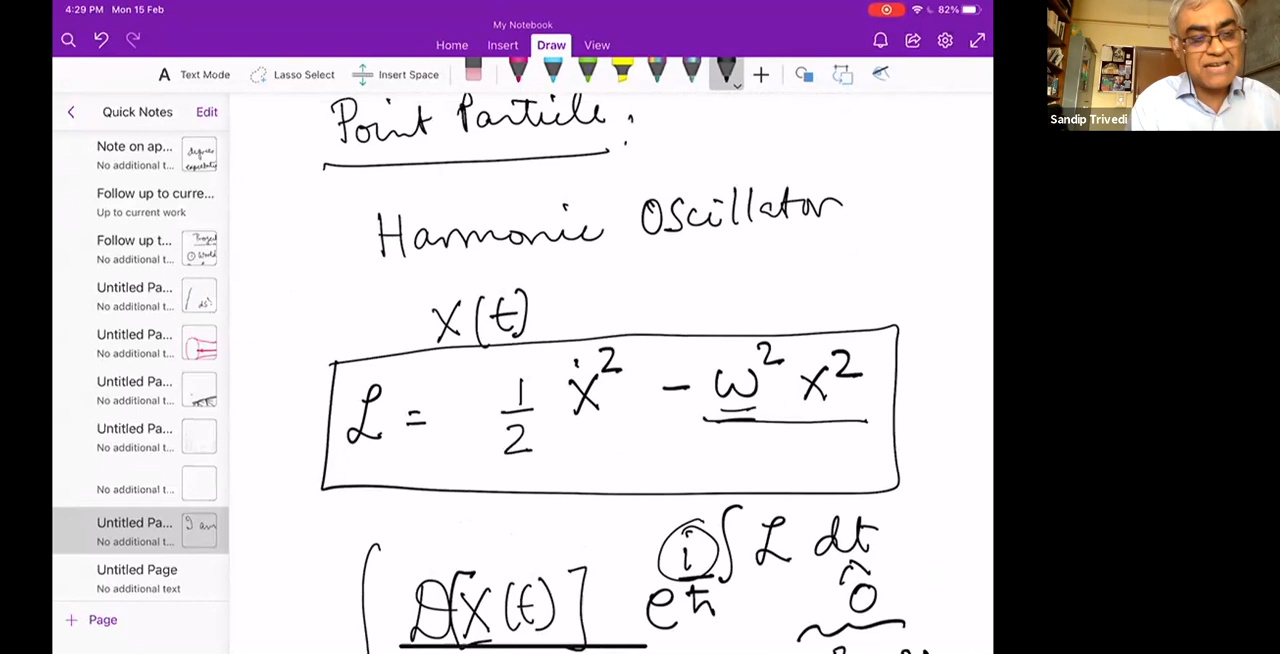 4:29 PM Mon 15 Feb
82%
My Notebook
Home Insert Draw View
Text Mode Lasso Select Insert Space
Quick Notes Edit
Note on ap...
No additional t...
Follow up to curre...
Up to current work
Follow up t...
No additional t...
Untitled Pa...
No additional t...
Untitled Pa...
No additional t...
Untitled Pa...
No additional t...
Untitled Pa...
No additional t...
No additional t...
Untitled Pa...
No additional t...
Untitled Page
No additional text
+ Page
Point Particle:
Harmonic Oscillator
X(t)
ℒ = 1/2 ẋ² - ω² x²
∫ D[X(t)] e^{i/ħ ∫ ℒ dt} Ô
Sandip Trivedi